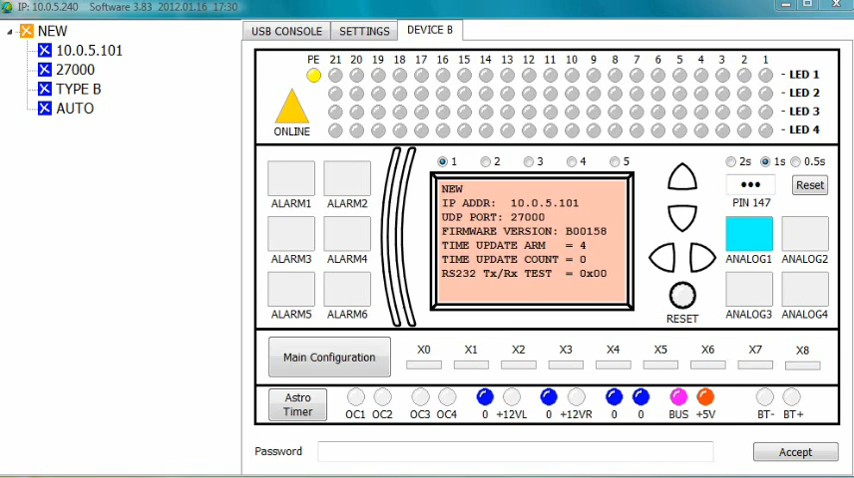 IP: 10.0.5.240 Software 3.83 2012.01.16 17:30
NEW
10.0.5.101
27000
TYPE B
AUTO
USB CONSOLE SETTINGS DEVICE B
PE 21 20 19 18 17 16 15 14 13 12 11 10 9 8 7 6 5 4 3 2 1
- LED 1
- LED 2
- LED 3
- LED 4
ONLINE
1 2 3 4 5
2s 1s 0.5s
ALARM1 ALARM2
ALARM3 ALARM4
ALARM5 ALARM6
NEW
IP ADDR: 10.0.5.101
UDP PORT: 27000
FIRMWARE VERSION: B00158
TIME UPDATE ARM = 4
TIME UPDATE COUNT = 0
RS232 Tx/Rx TEST = 0x00
RESET
••• Reset
PIN 147
ANALOG1 ANALOG2
ANALOG3 ANALOG4
Main Configuration
X0 X1 X2 X3 X4 X5 X6 X7 X8
Astro
Timer
OC1 OC2 OC3 OC4 0 +12VL 0 +12VR 0 0 BUS +5V BT- BT+
Password Accept